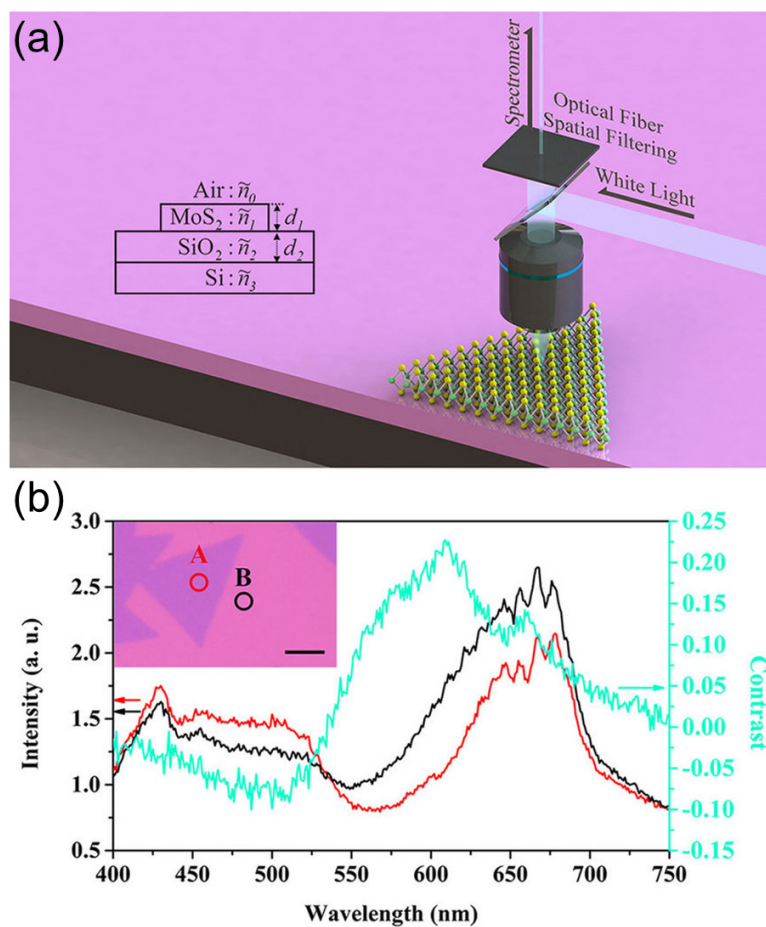 (a)
Spectrometer
Optical Fiber
Spatial Filtering
White Light
Air : ñ₀
MoS₂ : ñ₁
d₁
SiO₂ : ñ₂
d₂
Si : ñ₃
(b)
3.0
2.5
2.0
1.5
1.0
0.5
Intensity (a. u.)
A
B
0.25
0.20
0.15
0.10
0.05
0.00
-0.05
-0.10
-0.15
Contrast
400 450 500 550 600 650 700 750
Wavelength (nm)